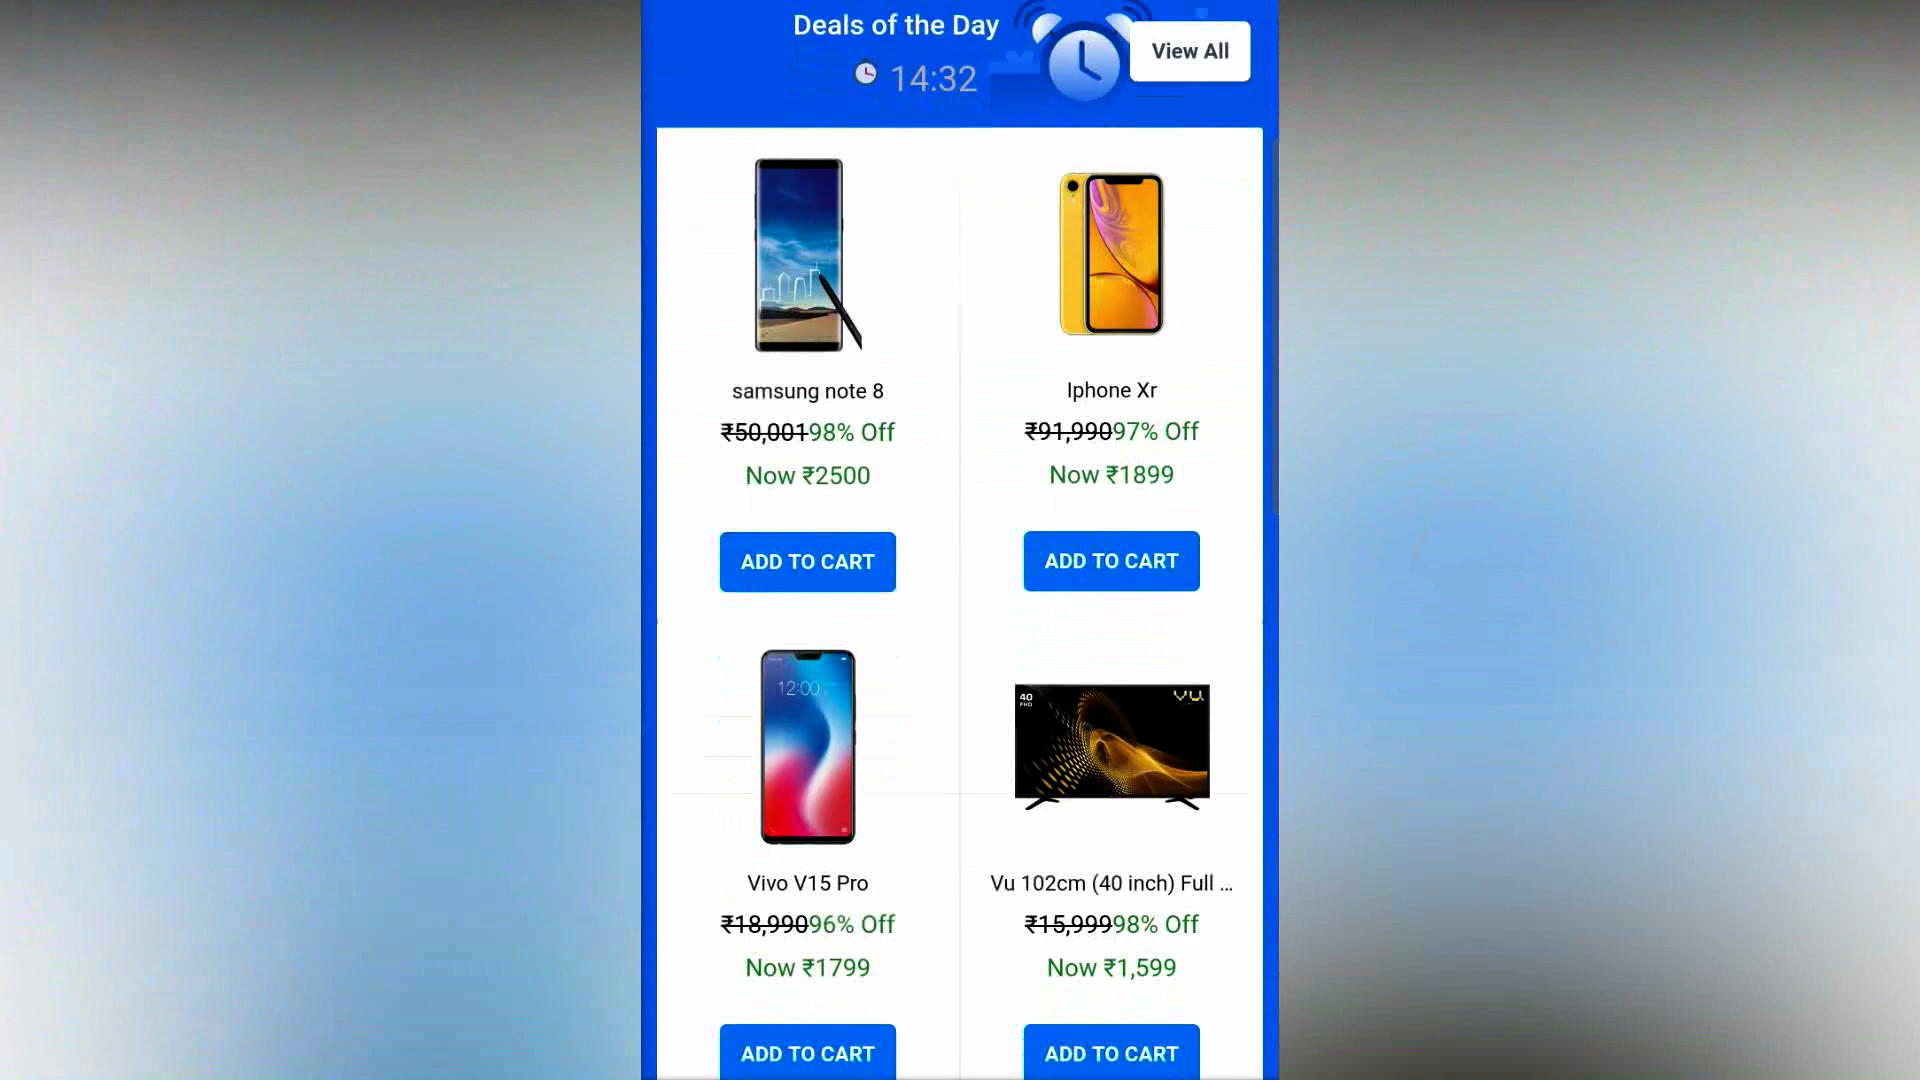 Deals of the Day
View All
14:32
samsung note 8
₹50,00198% Off
Now ₹2500
ADD TO CART
Iphone Xr
₹91,99097% Off
Now ₹1899
ADD TO CART
12:00
Vivo V15 Pro
₹18,99096% Off
Now ₹1799
ADD TO CART
40
FHD
VU
Vu 102cm (40 inch) Full ...
₹15,99998% Off
Now ₹1,599
ADD TO CART